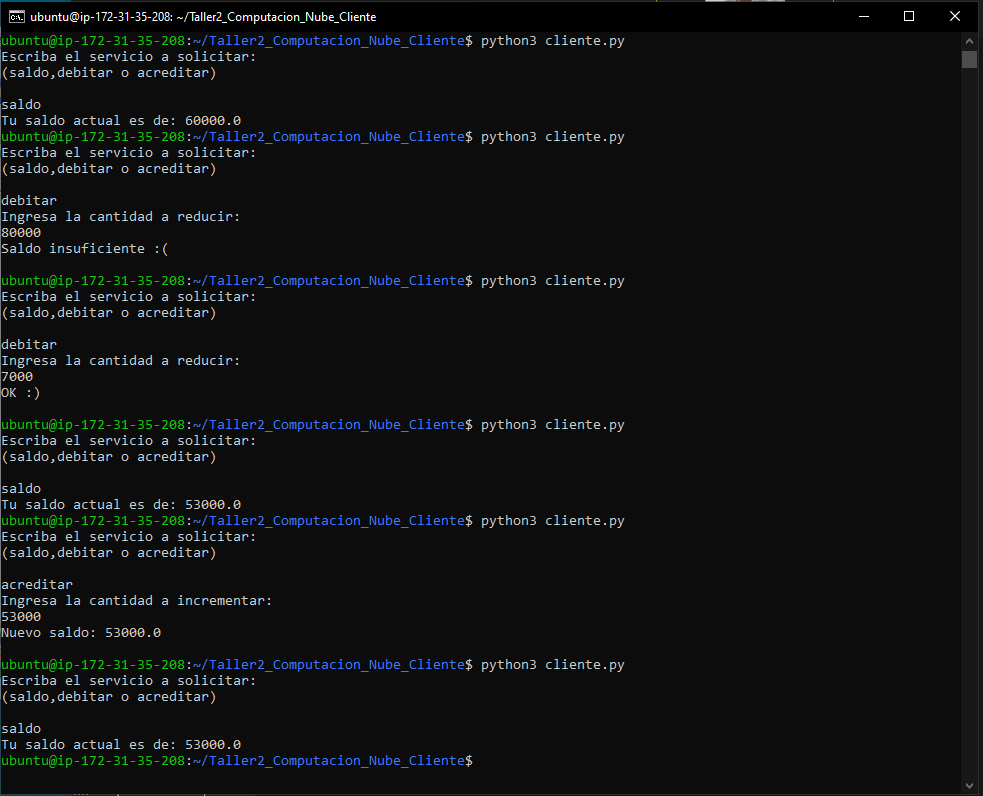 ubuntu@ip-172-31-35-208: ~/Taller2_Computacion_Nube_Cliente
ubuntu@ip-172-31-35-208:~/Taller2_Computacion_Nube_Cliente$ python3 cliente.py
Escriba el servicio a solicitar:
(saldo,debitar o acreditar)
saldo
Tu saldo actual es de: 60000.0
ubuntu@ip-172-31-35-208:~/Taller2_Computacion_Nube_Cliente$ python3 cliente.py
Escriba el servicio a solicitar:
(saldo,debitar o acreditar)
debitar
Ingresa la cantidad a reducir:
80000
Saldo insuficiente :(
ubuntu@ip-172-31-35-208:~/Taller2_Computacion_Nube_Cliente$ python3 cliente.py
Escriba el servicio a solicitar:
(saldo,debitar o acreditar)
debitar
Ingresa la cantidad a reducir:
7000
OK :)
ubuntu@ip-172-31-35-208:~/Taller2_Computacion_Nube_Cliente$ python3 cliente.py
Escriba el servicio a solicitar:
(saldo,debitar o acreditar)
saldo
Tu saldo actual es de: 53000.0
ubuntu@ip-172-31-35-208:~/Taller2_Computacion_Nube_Cliente$ python3 cliente.py
Escriba el servicio a solicitar:
(saldo,debitar o acreditar)
acreditar
Ingresa la cantidad a incrementar:
53000
Nuevo saldo: 53000.0
ubuntu@ip-172-31-35-208:~/Taller2_Computacion_Nube_Cliente$ python3 cliente.py
Escriba el servicio a solicitar:
(saldo,debitar o acreditar)
saldo
Tu saldo actual es de: 53000.0
ubuntu@ip-172-31-35-208:~/Taller2_Computacion_Nube_Cliente$